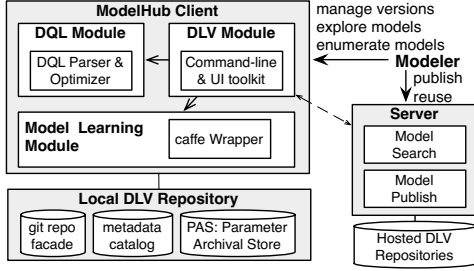 ModelHub Client
DQL Module
DQL Parser &
Optimizer
DLV Module
Command-line
& UI toolkit
Model Learning
Module
caffe Wrapper
Local DLV Repository
git repo
facade
metadata
catalog
PAS: Parameter
Archival Store
manage versions
explore models
enumerate models
Modeler
publish
reuse
Server
Model
Search
Model
Publish
Hosted DLV
Repositories